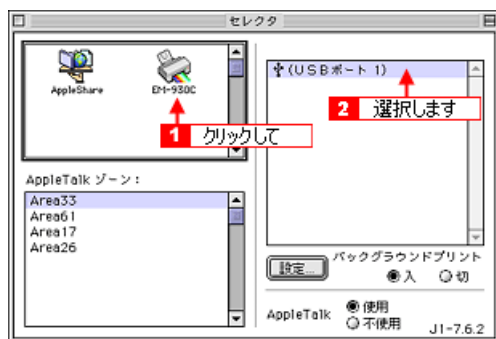 セレクタ
AppleShare
EM-930C
1 クリックして
(USBポート 1)
2 選択します
AppleTalk ゾーン：
Area33
Area61
Area17
Area26
設定...
バックグラウンドプリント
入 切
AppleTalk
使用
不使用
J1-7.6.2